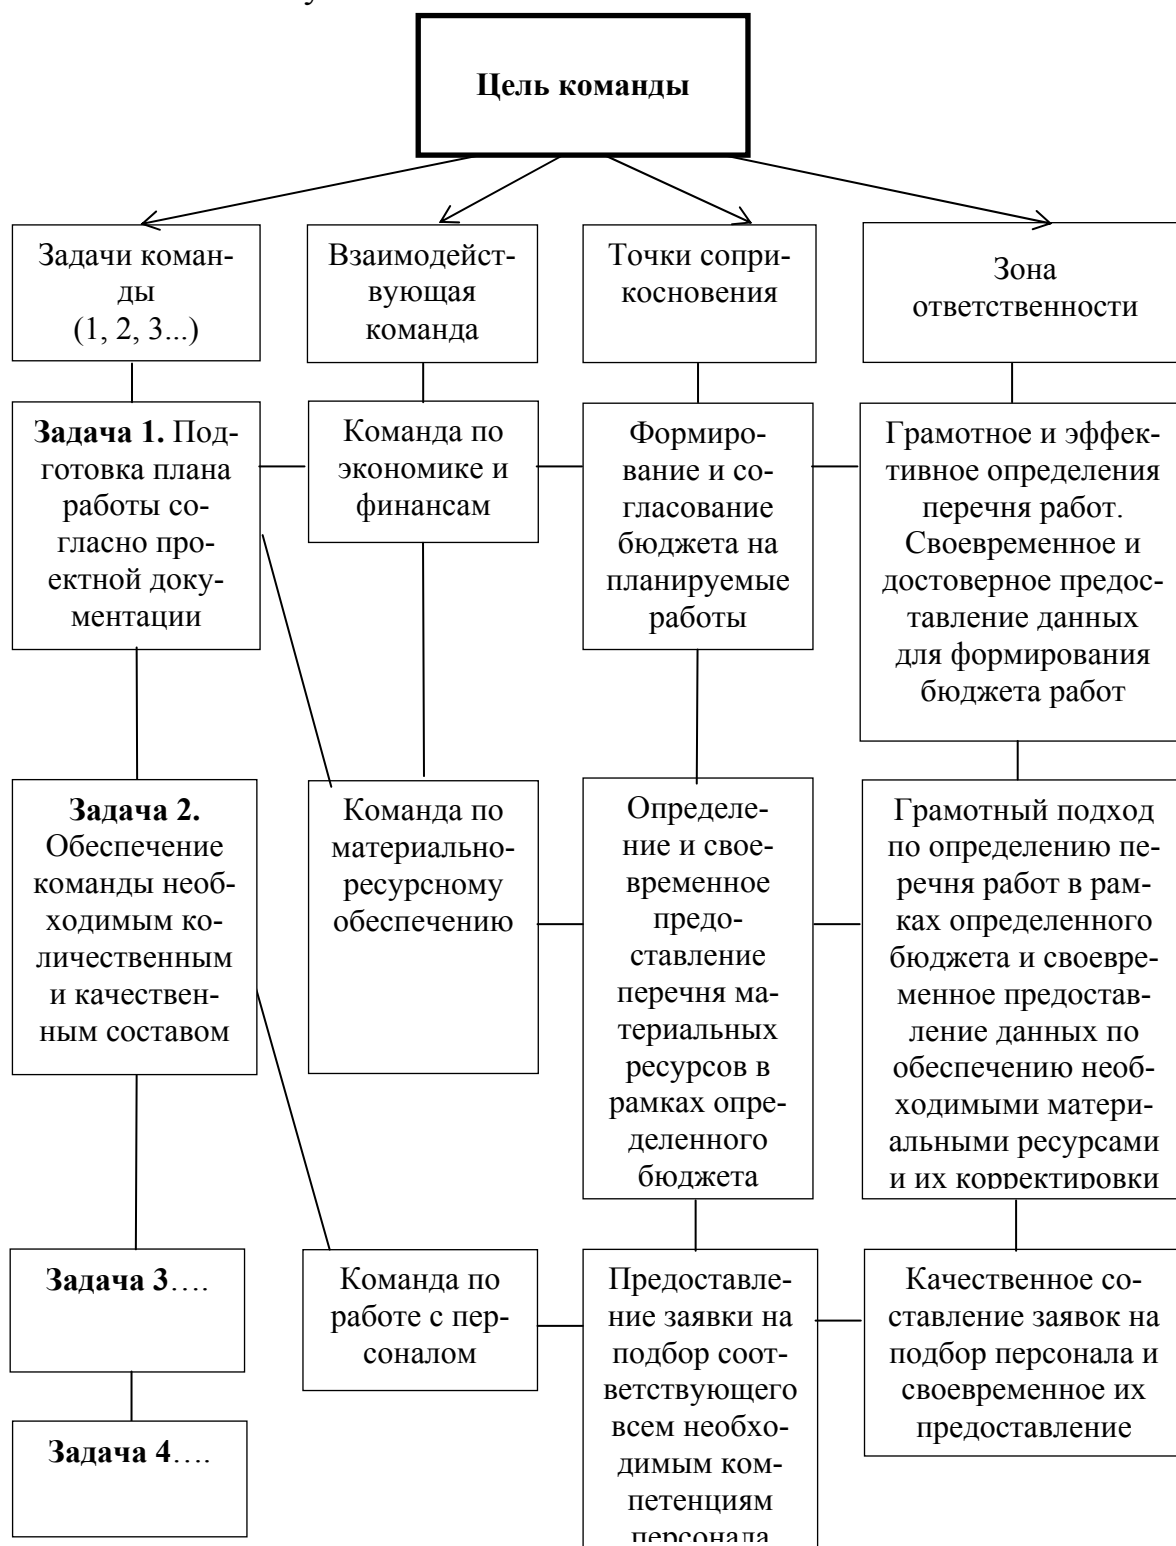 Цель команды
Задачи коман-
ды
(1, 2, 3...)
Взаимодейст-
вующая
команда
Точки сопри-
косновения
Зона
ответственности
Задача 1. Под-
готовка плана
работы со-
гласно про-
ектной доку-
ментации
Команда по
экономике и
финансам
Формиро-
вание и со-
гласование
бюджета на
планируемые
работы
Грамотное и эффек-
тивное определения
перечня работ.
Своевременное и
достоверное предос-
тавление данных
для формирования
бюджета работ
Задача 2.
Обеспечение
команды необ-
ходимым ко-
личественным
и качествен-
ным составом
Команда по
материально-
ресурсному
обеспечению
Определе-
ние и свое-
временное
предо-
ставление
перечня ма-
териальных
ресурсов в
рамках опре-
деленного
бюджета
Грамотный подход
по определению пе-
речня работ в рам-
ках определенного
бюджета и своевре-
менное предостав-
ление данных по
обеспечению необ-
ходимыми матери-
альными ресурсами
и их корректировки
Задача 3….
Команда по
работе с пер-
соналом
Предоставле-
ние заявки на
подбор соот-
ветствующего
всем необхо-
димым ком-
петенциям
персонала
Качественное со-
ставление заявок на
подбор персонала и
своевременное их
предоставление
Задача 4….